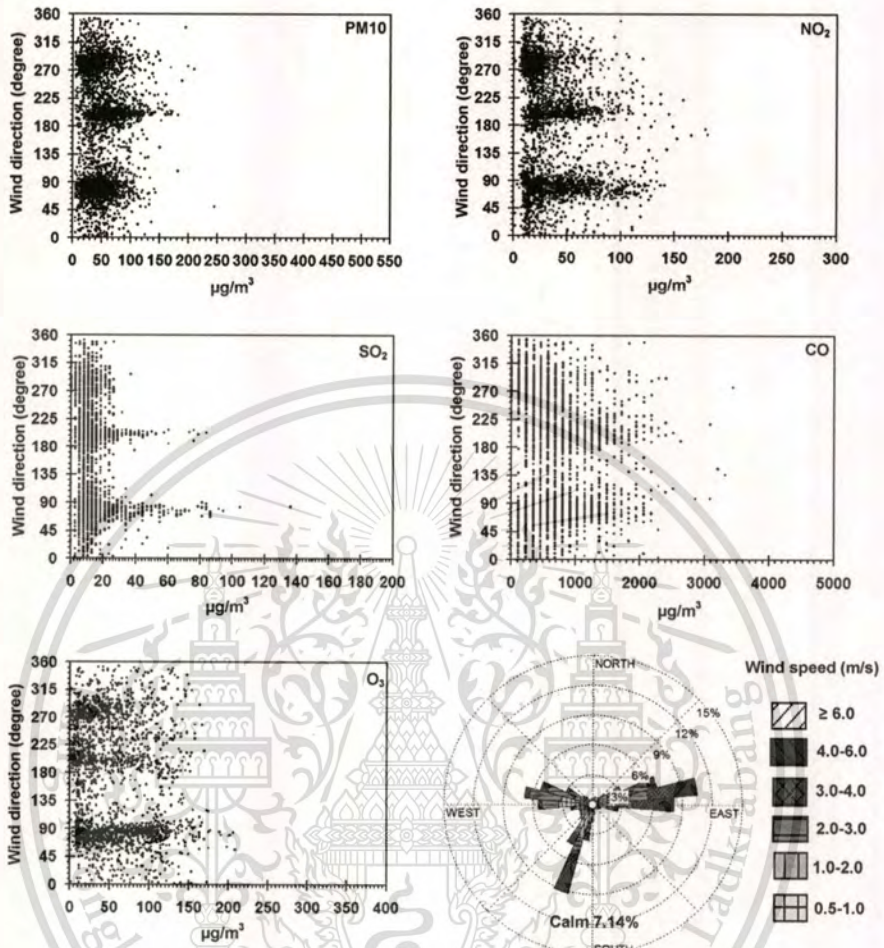 PM10
Wind direction (degree)
360
315
270
225
180
135
90
45
0
0 50 100 150 200 250 300 350 400 450 500 550
µg/m³
NO₂
Wind direction (degree)
360
315
270
225
180
135
90
45
0
0 50 100 150 200 250 300
µg/m³
SO₂
Wind direction (degree)
360
315
270
225
180
135
90
45
0
0 20 40 60 80 100 120 140 160 180 200
µg/m³
CO
Wind direction (degree)
360
315
270
225
180
135
90
45
0
0 1000 2000 3000 4000 5000
µg/m³
O₃
Wind direction (degree)
360
315
270
225
180
135
90
45
0
0 50 100 150 200 250 300 350 400
µg/m³
NORTH
15%
12%
9%
6%
3%
WEST
EAST
Calm 7.14%
SOUTH
Wind speed (m/s)
≥ 6.0
4.0-6.0
3.0-4.0
2.0-3.0
1.0-2.0
0.5-1.0
Ladkrabang